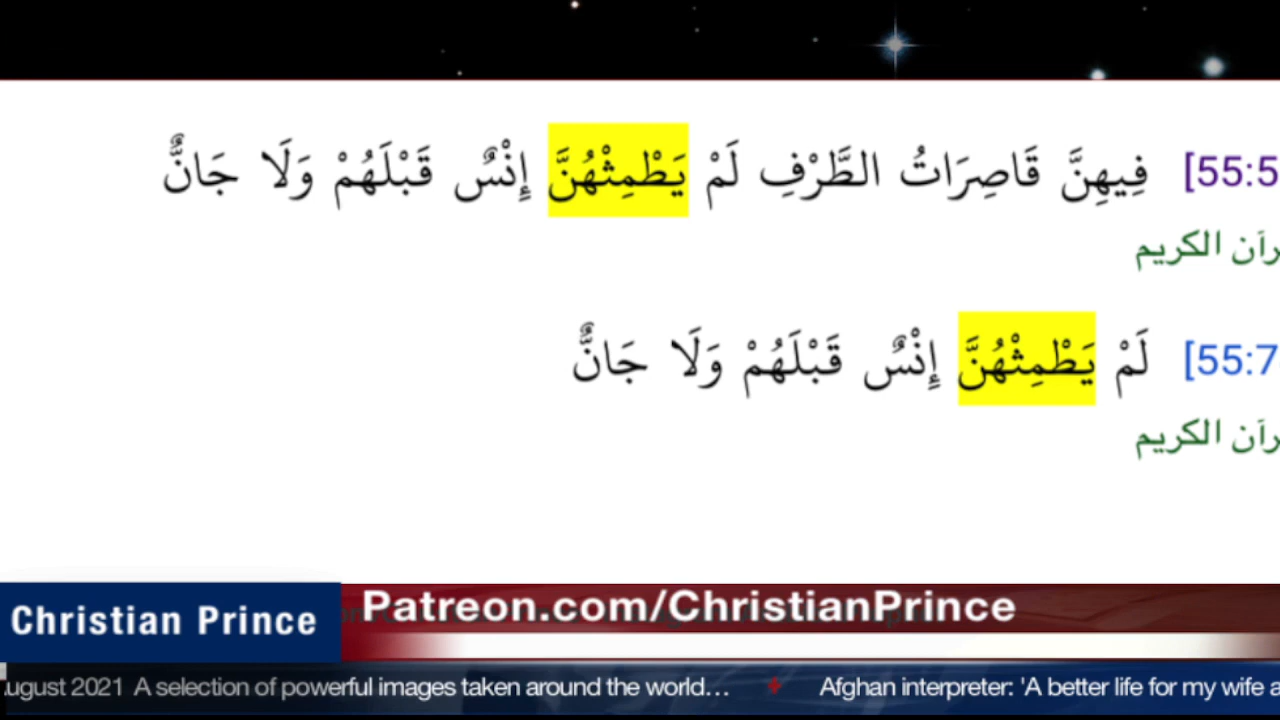 [55:5 فِيهِنَّ قَاصِرَاتُ الطَّرْفِ لَمْ يَطْمِثْهُنَّ إِنْسٌ قَبْلَهُمْ وَلَا جَانٌّ
رآن الكريم
[55:7 لَمْ يَطْمِثْهُنَّ إِنْسٌ قَبْلَهُمْ وَلَا جَانٌّ
رآن الكريم
Christian Prince
Patreon.com/ChristianPrince
ugust 2021 A selection of powerful images taken around the world... Afghan interpreter: 'A better life for my wife a